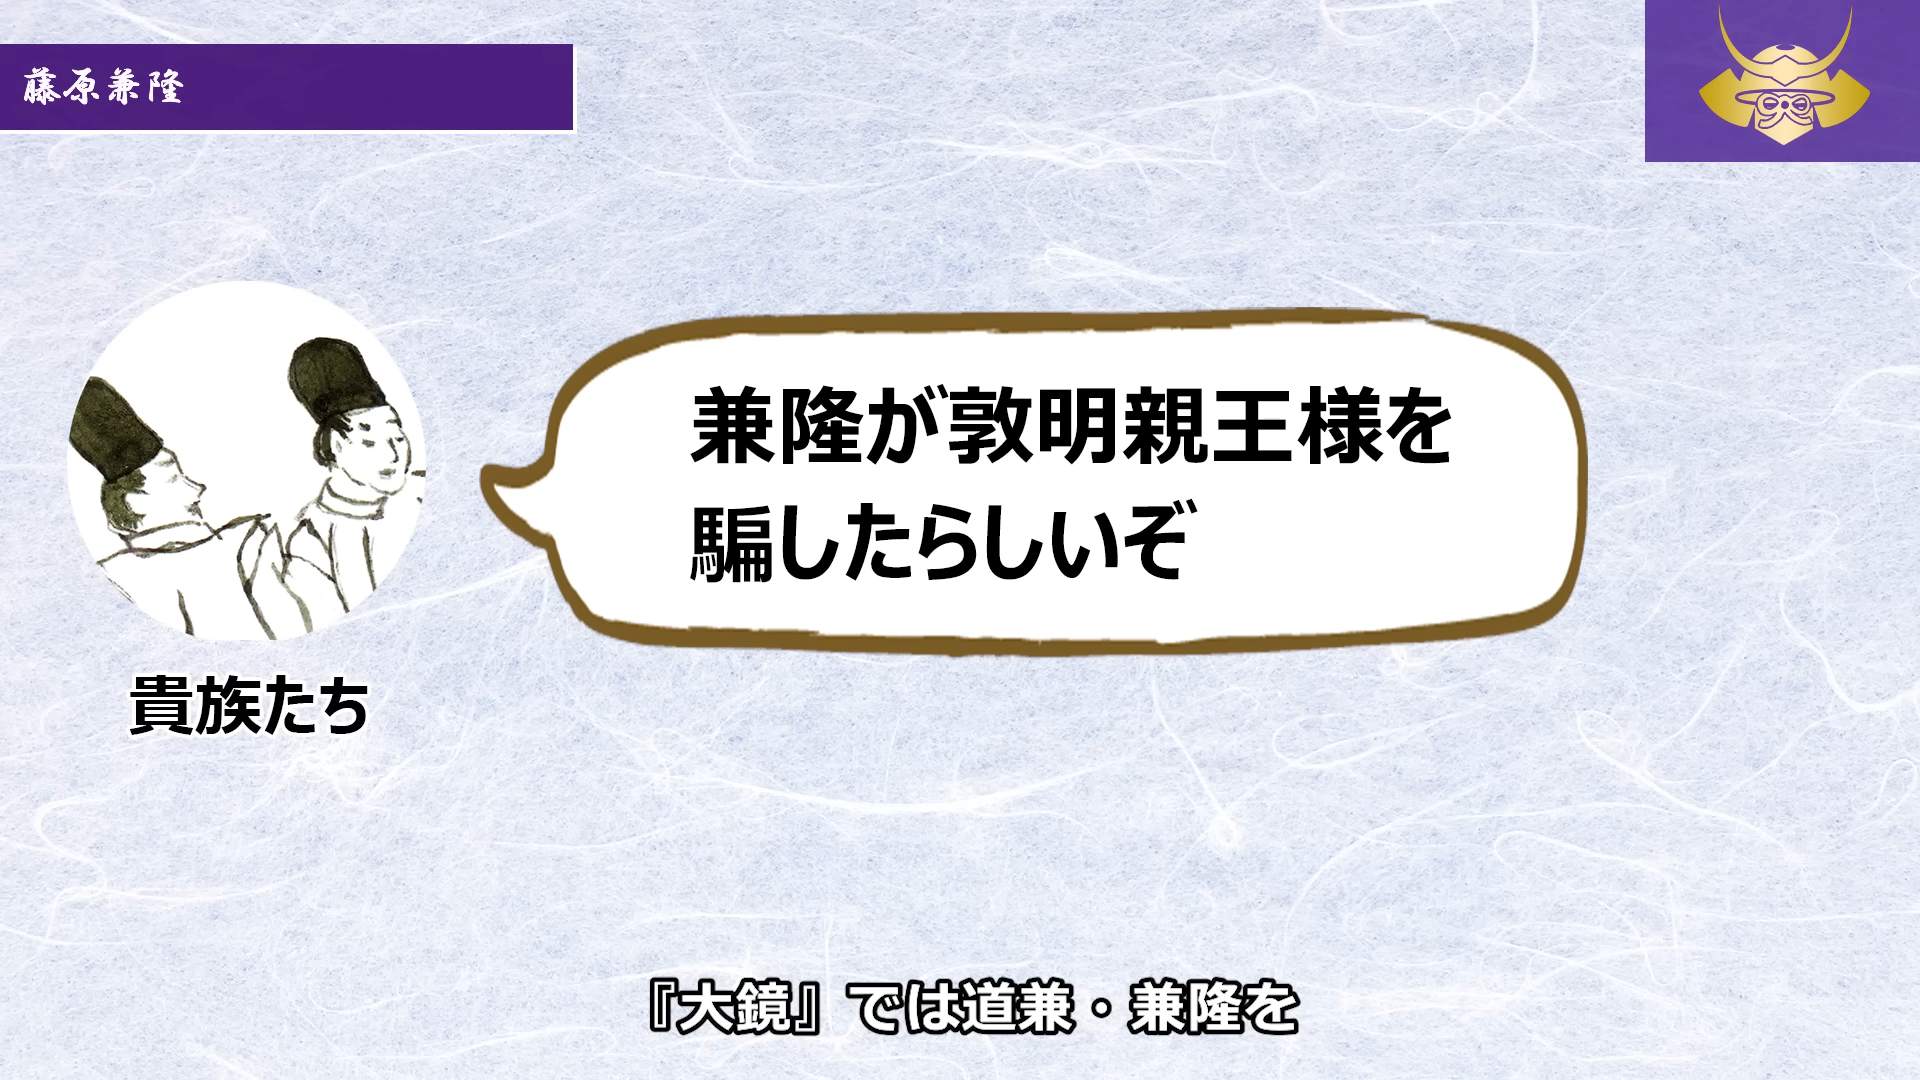 藤原兼隆
兼隆が敦明親王様を
騙したらしいぞ
貴族たち
『大鏡』では道兼・兼隆を